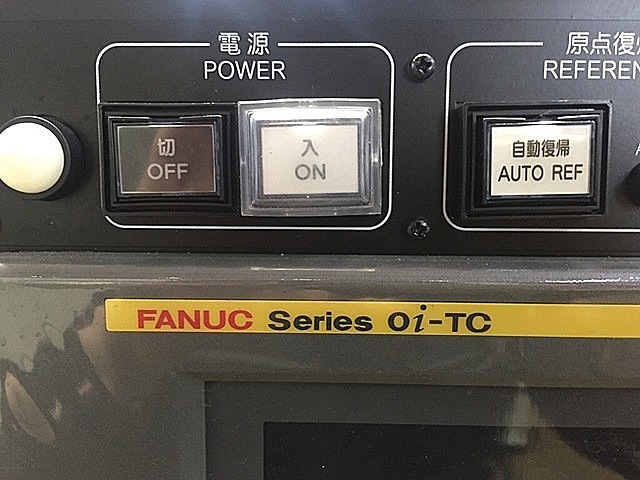 電源
POWER
切
OFF
入
ON
原点復
REFEREN
自動復帰
AUTO REF
FANUC Series 0i-TC